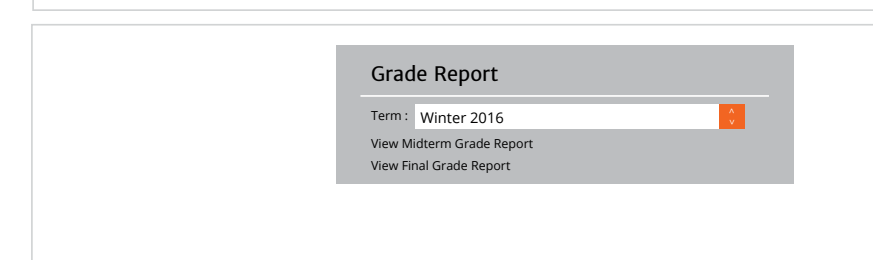 Grade Report
Term : Winter 2016
View Midterm Grade Report
View Final Grade Report